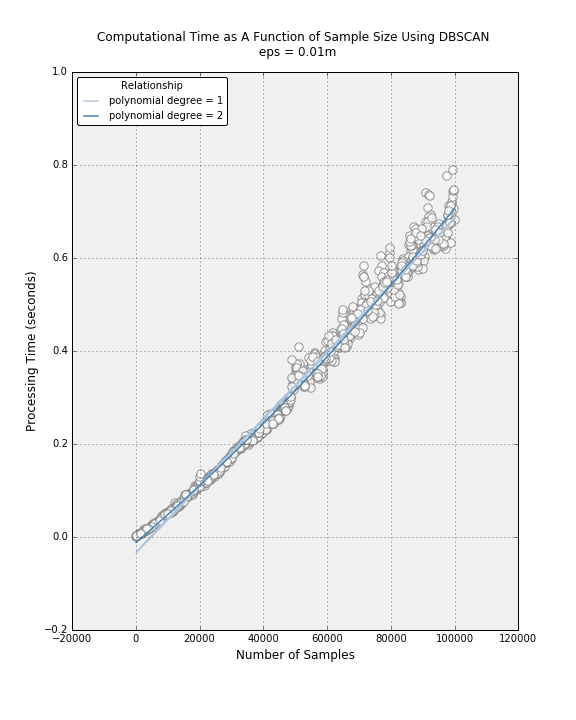 Computational Time as A Function of Sample Size Using DBSCAN
eps = 0.01m
Relationship
polynomial degree = 1
polynomial degree = 2
1.0
0.8
0.6
0.4
0.2
0.0
−0.2
Processing Time (seconds)
−20000 0 20000 40000 60000 80000 100000 120000
Number of Samples